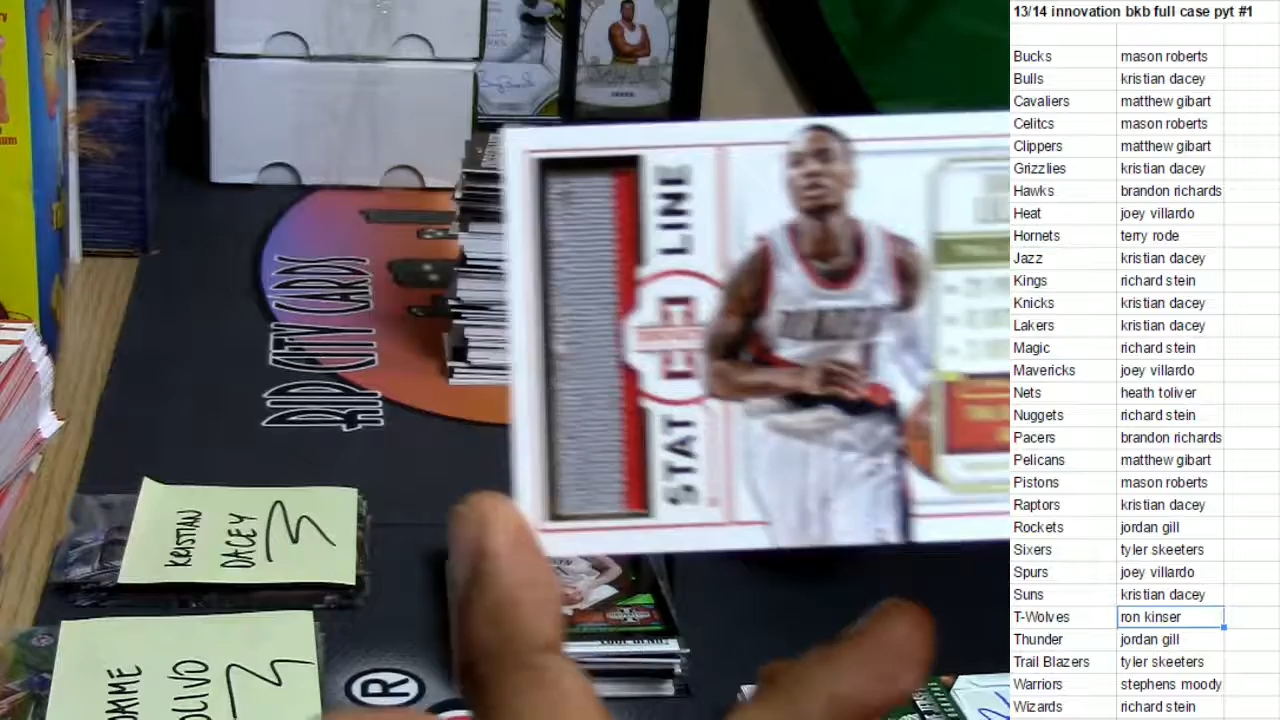 13/14 innovation bkb full case pyt #1
Bucks mason roberts
Bulls kristian dacey
Cavaliers matthew gibart
Celitcs mason roberts
Clippers matthew gibart
Grizzlies kristian dacey
Hawks brandon richards
Heat joey villardo
Hornets terry rode
Jazz kristian dacey
Kings richard stein
Knicks kristian dacey
Lakers kristian dacey
Magic richard stein
Mavericks joey villardo
Nets heath toliver
Nuggets richard stein
Pacers brandon richards
Pelicans matthew gibart
Pistons mason roberts
Raptors kristian dacey
Rockets jordan gill
Sixers tyler skeeters
Spurs joey villardo
Suns kristian dacey
T-Wolves ron kinser
Thunder jordan gill
Trail Blazers tyler skeeters
Warriors stephens moody
Wizards richard stein
STAT LINE
RIP CITY CARDS
KRISTIAN
DACEY
3
OLIVO
3
®